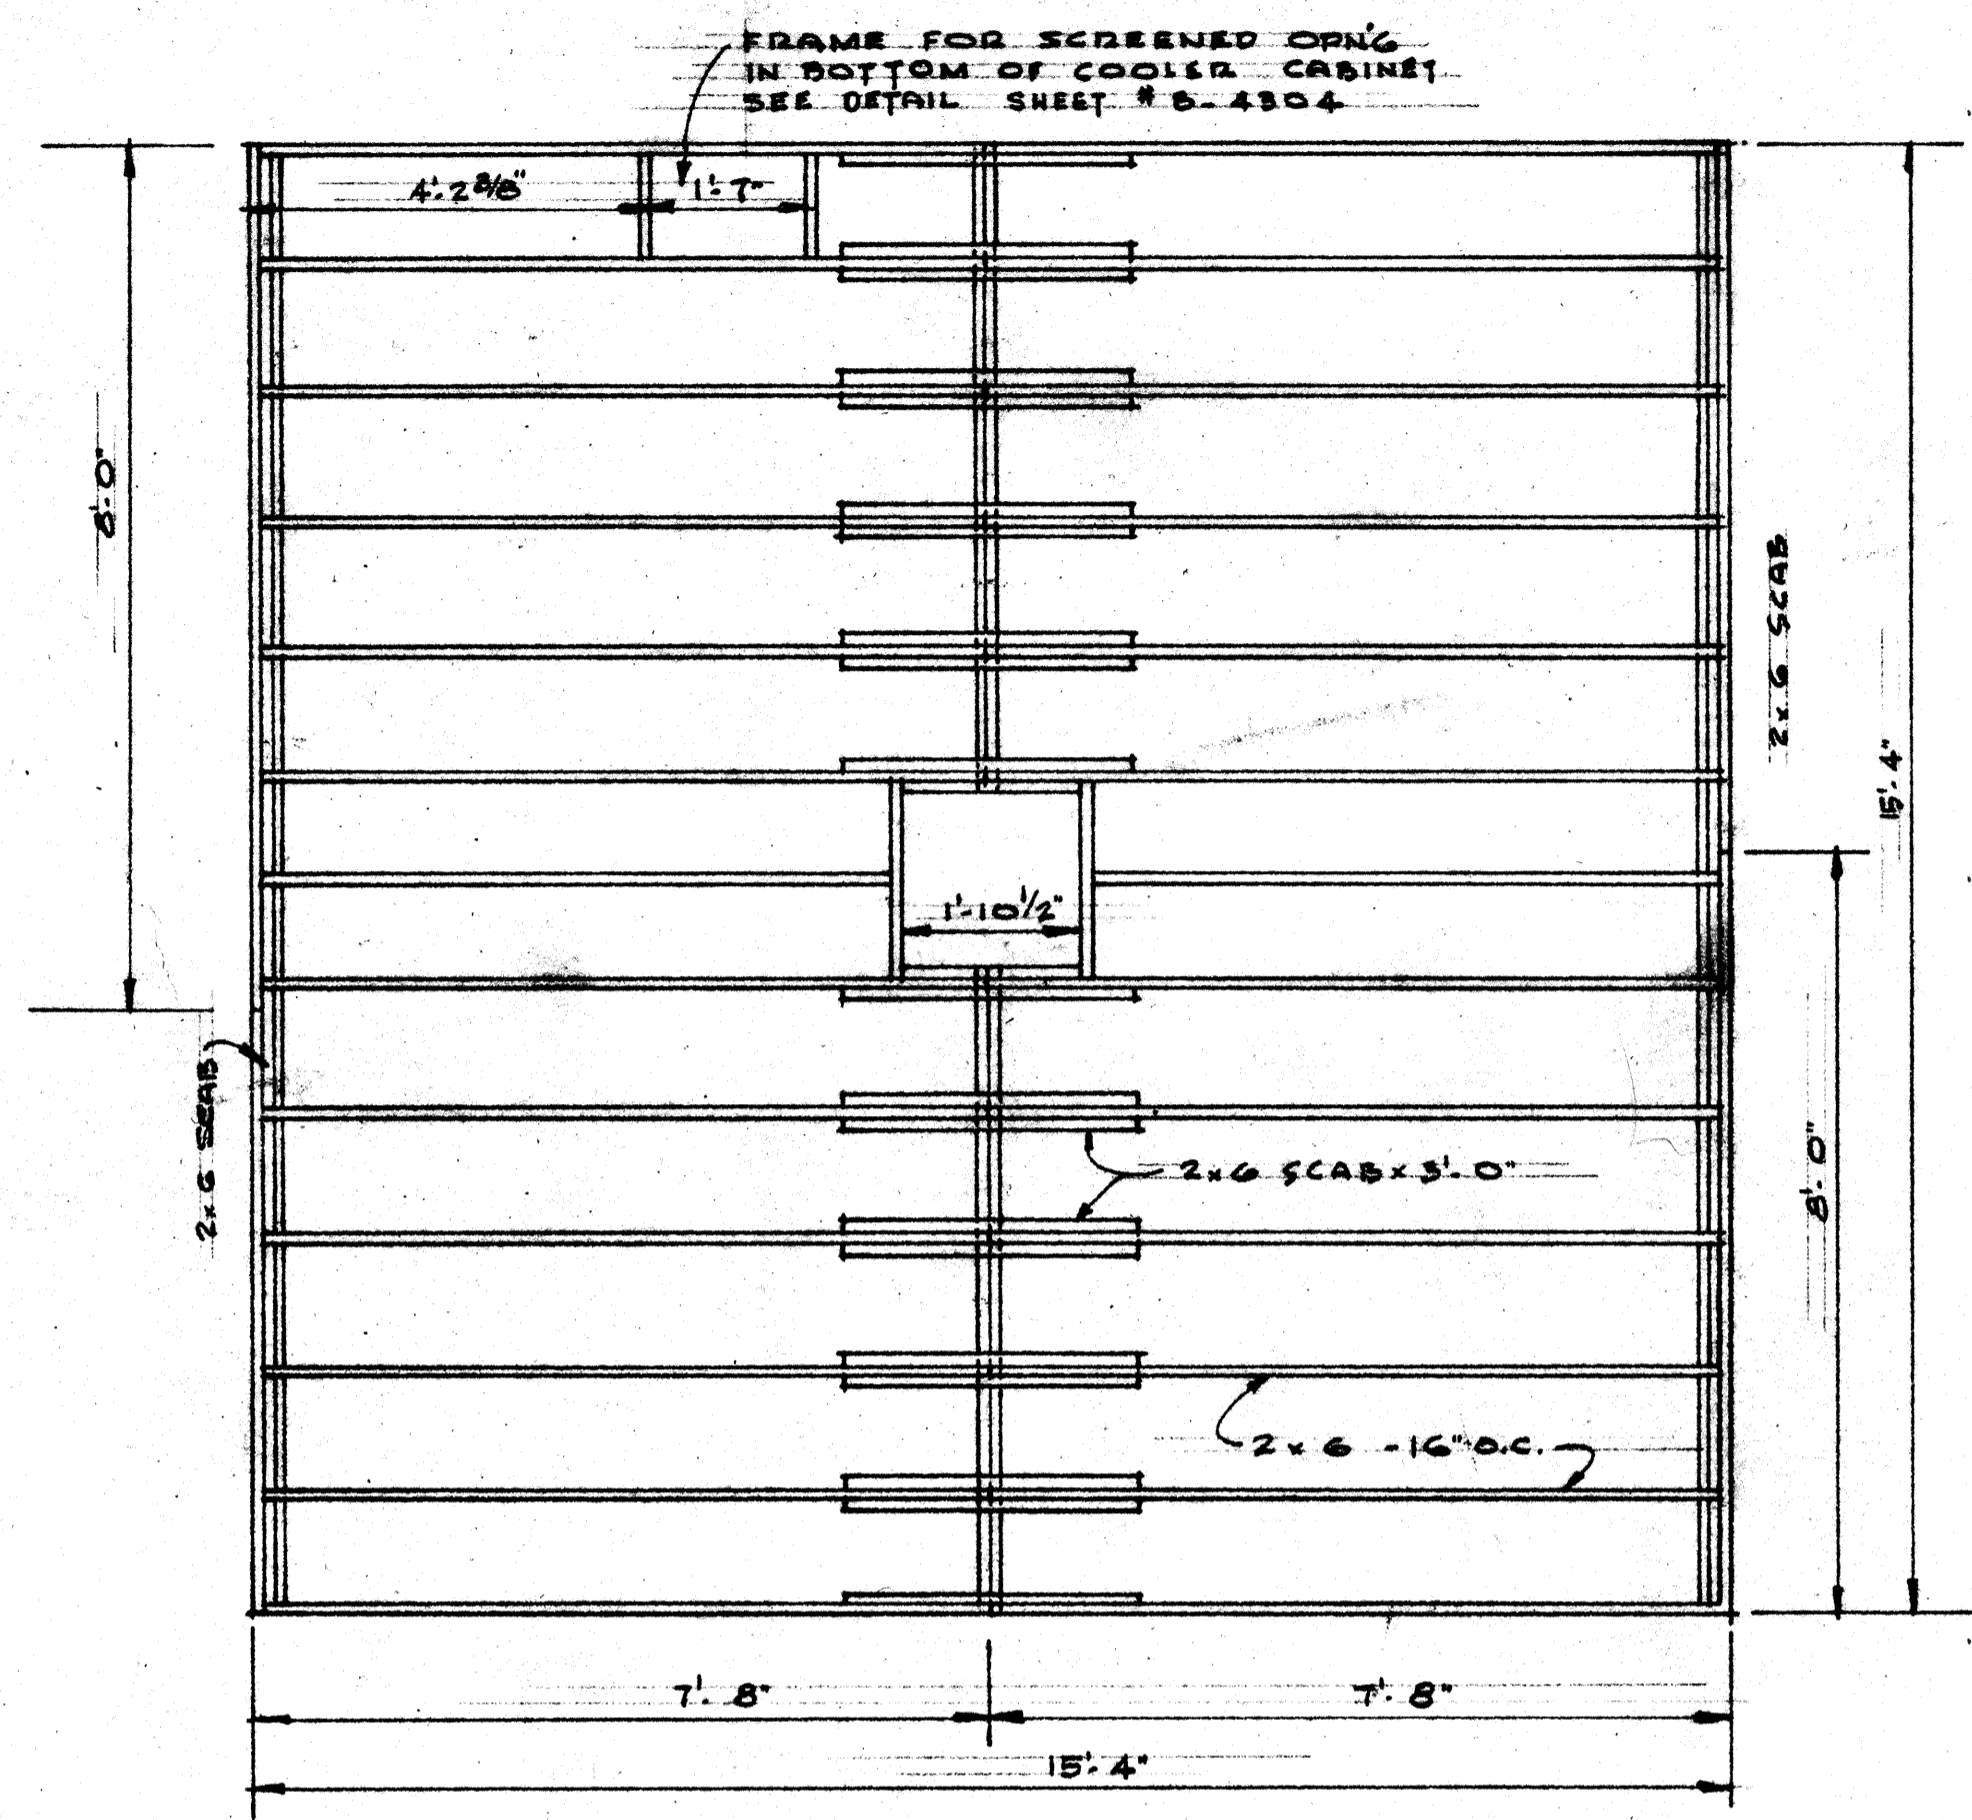 FRAME FOR SCREENED OPN'G
IN BOTTOM OF COOLER CABINET
SEE DETAIL SHEET # B-4304
4'-2 3/8"
1'-7"
8'-0"
2x6 SCAB
15'-4"
1'-10 1/2"
2x6 SCAB
2x6 SCAB x 3'-0"
8'-0"
2x6 -16" O.C.
7'-8"
7'-8"
15'-4"